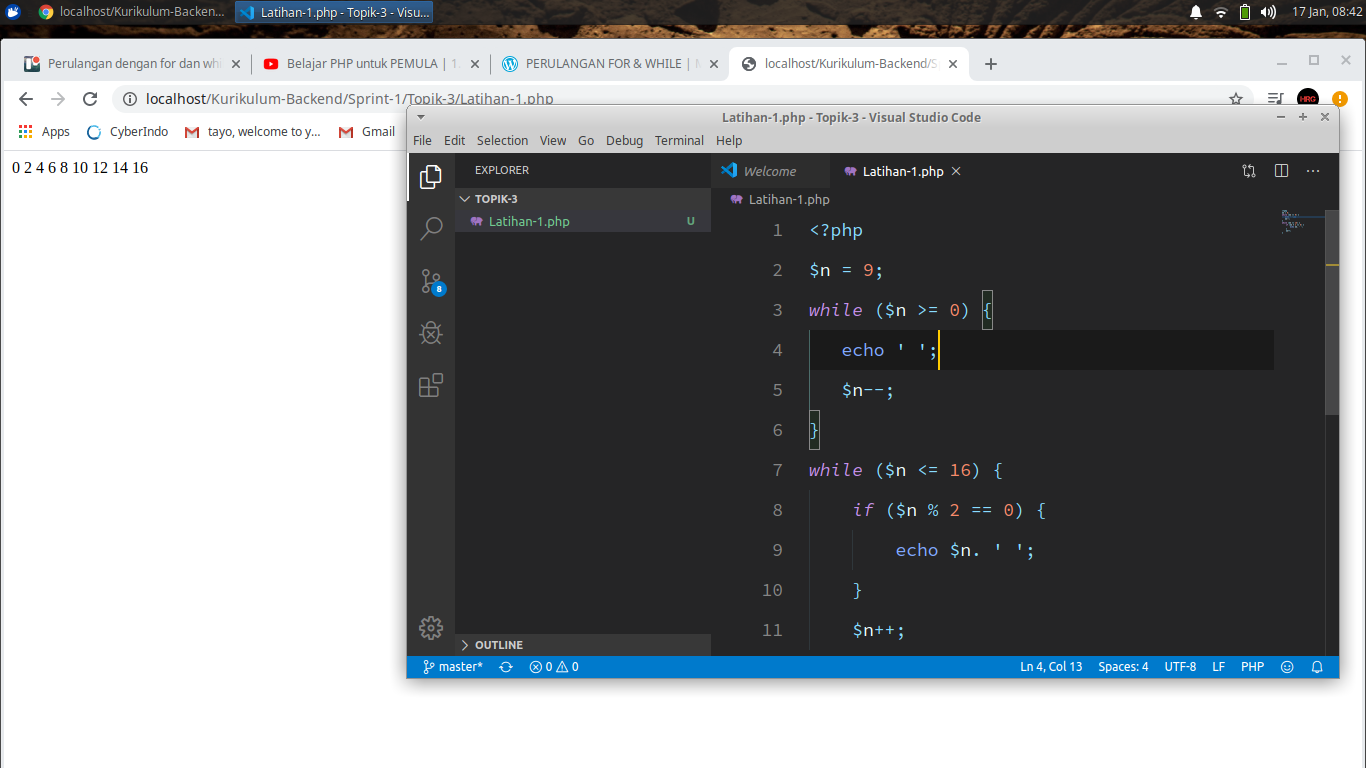 localhost/Kurikulum-Backen...
Latihan-1.php - Topik-3 - Visu...
17 Jan, 08:42
Perulangan dengan for dan whi
Belajar PHP untuk PEMULA | 1.
PERULANGAN FOR & WHILE |
localhost/Kurikulum-Backend/S
localhost/Kurikulum-Backend/Sprint-1/Topik-3/Latihan-1.php
HRG
Apps
CyberIndo
tayo, welcome to y...
Gmail
0 2 4 6 8 10 12 14 16
Latihan-1.php - Topik-3 - Visual Studio Code
File Edit Selection View Go Debug Terminal Help
EXPLORER
TOPIK-3
Latihan-1.php U
8
OUTLINE
Welcome
Latihan-1.php
Latihan-1.php
1 <?php
2 $n = 9;
3 while ($n >= 0) {
4 echo ' ';
5 $n--;
6 }
7 while ($n <= 16) {
8 if ($n % 2 == 0) {
9 echo $n. ' ';
10 }
11 $n++;
master* 0 0
Ln 4, Col 13 Spaces: 4 UTF-8 LF PHP